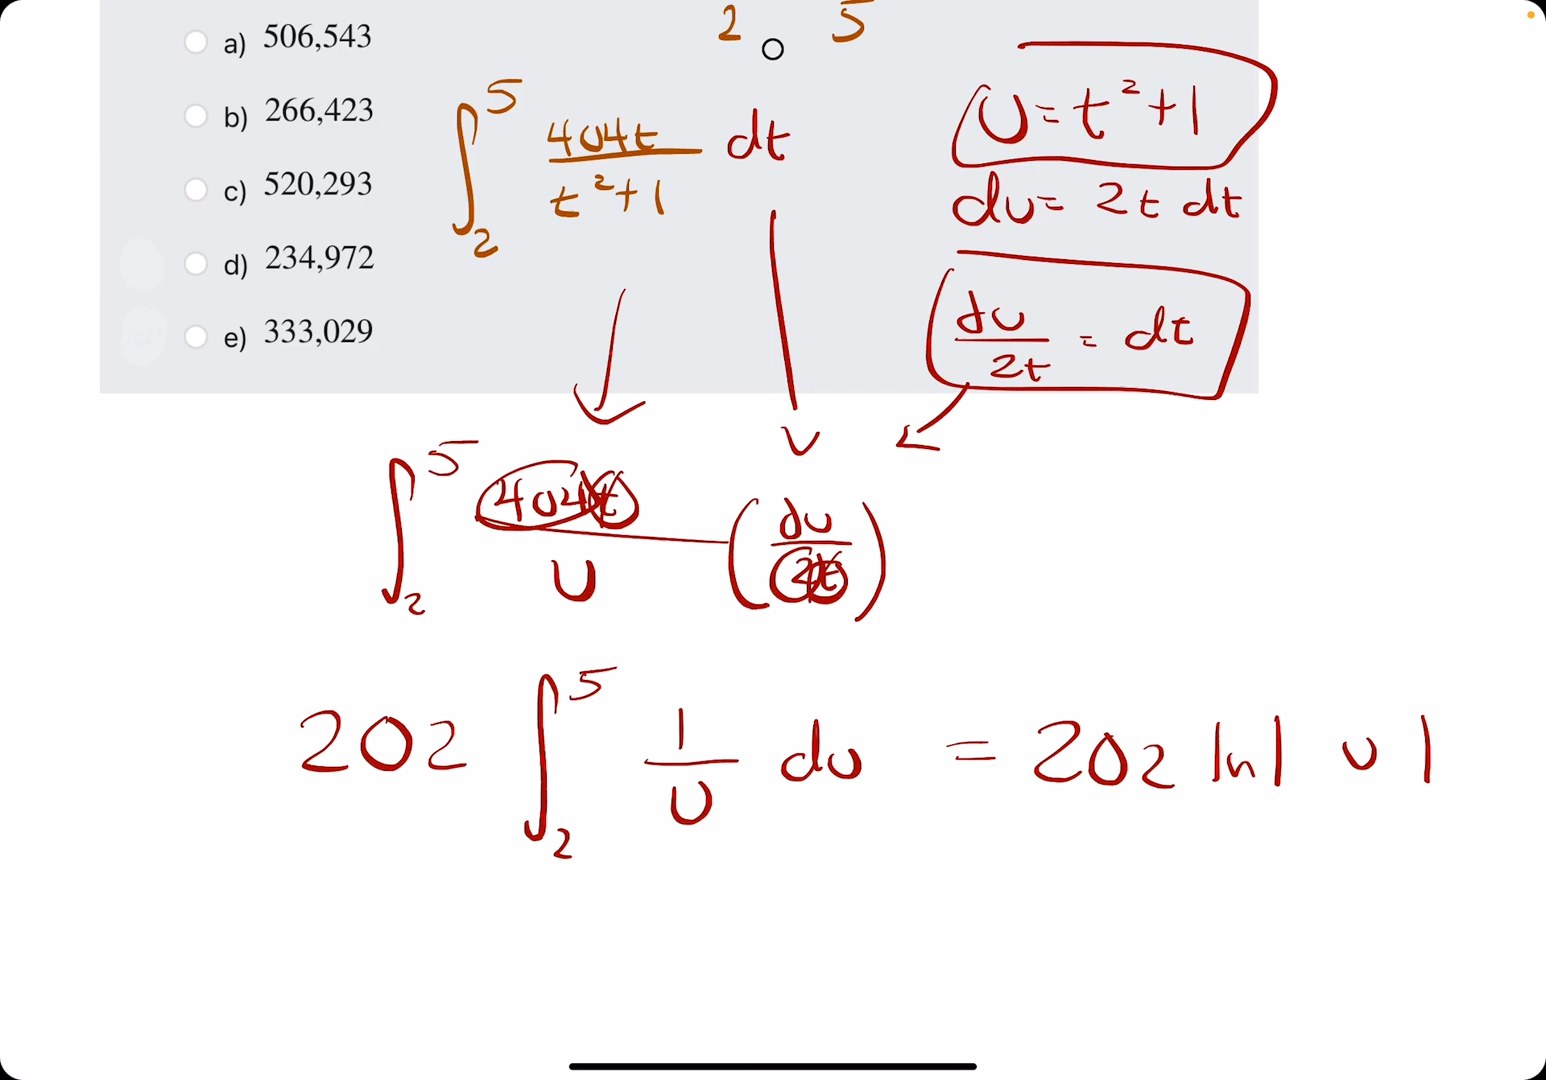 2 5
a) 506,543
b) 266,423
c) 520,293
d) 234,972
e) 333,029
∫₂⁵ 404t/(t²+1) dt
u = t²+1
du = 2t dt
du/2t = dt
∫₂⁵ 404t/u (du/2t)
202 ∫₂⁵ 1/u du = 202 ln|u|